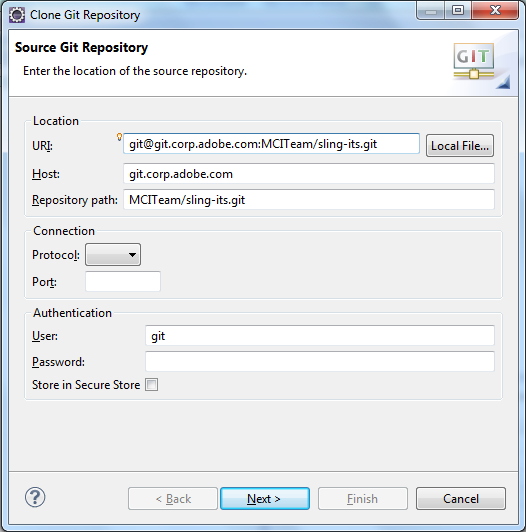 Clone Git Repository
Source Git Repository
Enter the location of the source repository.
GIT
Location
URI: git@git.corp.adobe.com:MCITeam/sling-its.git Local File...
Host: git.corp.adobe.com
Repository path: MCITeam/sling-its.git
Connection
Protocol:
Port:
Authentication
User: git
Password:
Store in Secure Store
? < Back Next > Finish Cancel